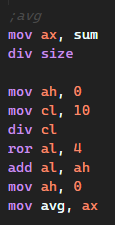 ;avg
mov ax, sum
div size
mov ah, 0
mov cl, 10
div cl
ror al, 4
add al, ah
mov ah, 0
mov avg, ax